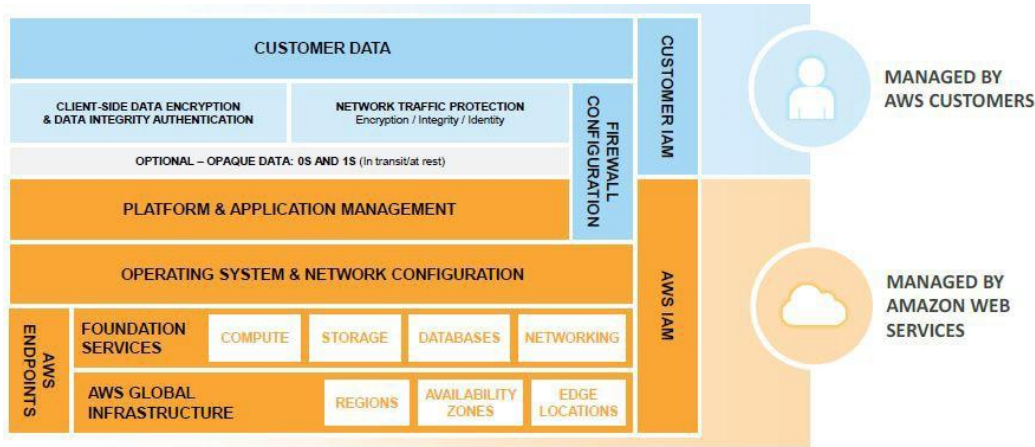 CUSTOMER DATA
CUSTOMER IAM
MANAGED BY
AWS CUSTOMERS
CLIENT-SIDE DATA ENCRYPTION
& DATA INTEGRITY AUTHENTICATION
NETWORK TRAFFIC PROTECTION
Encryption / Integrity / Identity
FIREWALL
CONFIGURATION
OPTIONAL – OPAQUE DATA: 0S AND 1S (In transit/at rest)
PLATFORM & APPLICATION MANAGEMENT
OPERATING SYSTEM & NETWORK CONFIGURATION
AWS IAM
MANAGED BY
AMAZON WEB
SERVICES
AWS
ENDPOINTS
FOUNDATION
SERVICES
COMPUTE
STORAGE
DATABASES
NETWORKING
AWS GLOBAL
INFRASTRUCTURE
REGIONS
AVAILABILITY
ZONES
EDGE
LOCATIONS